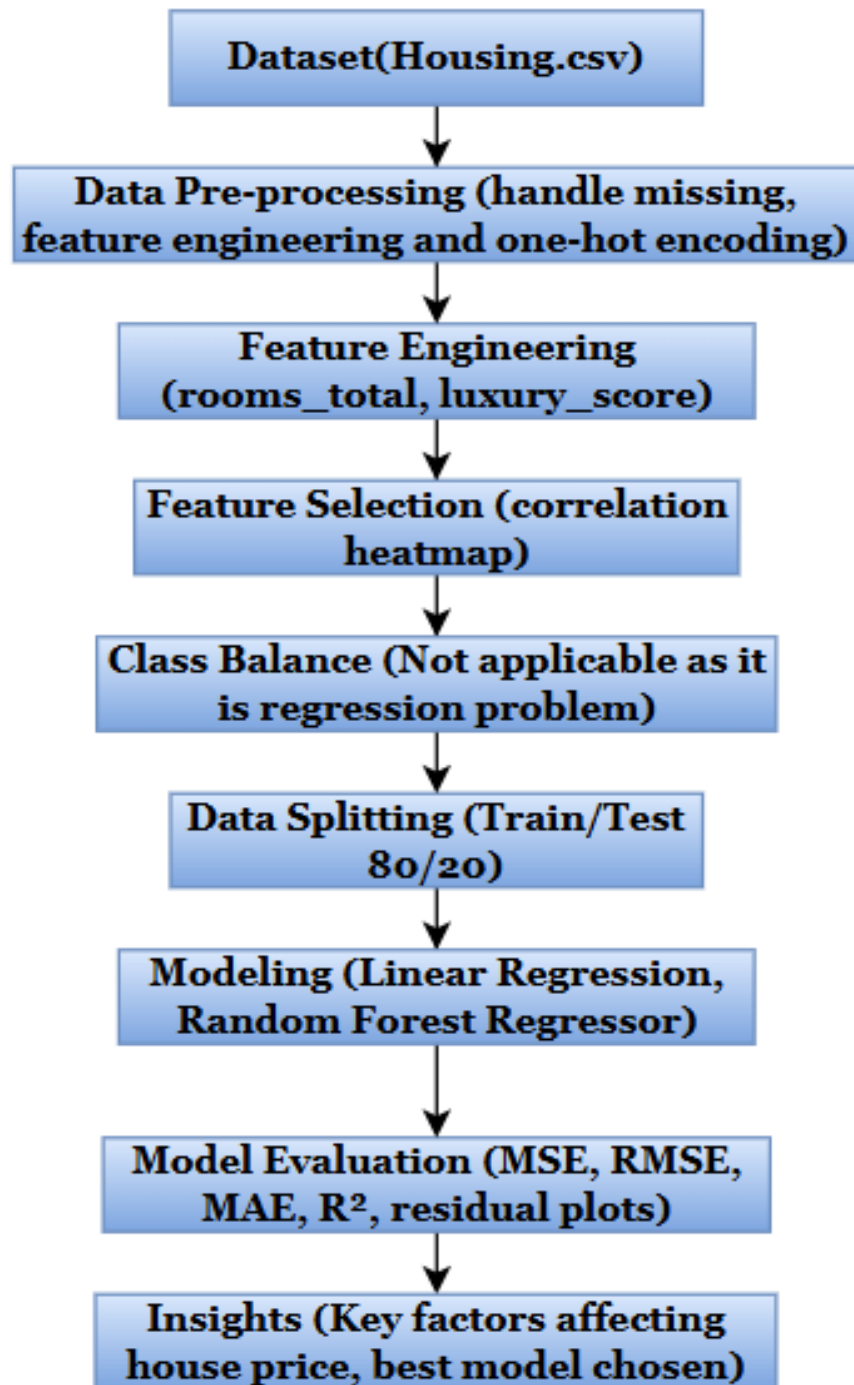 Dataset(Housing.csv)
Data Pre-processing (handle missing,
feature engineering and one-hot encoding)
Feature Engineering
(rooms_total, luxury_score)
Feature Selection (correlation
heatmap)
Class Balance (Not applicable as it
is regression problem)
Data Splitting (Train/Test
80/20)
Modeling (Linear Regression,
Random Forest Regressor)
Model Evaluation (MSE, RMSE,
MAE, R², residual plots)
Insights (Key factors affecting
house price, best model chosen)